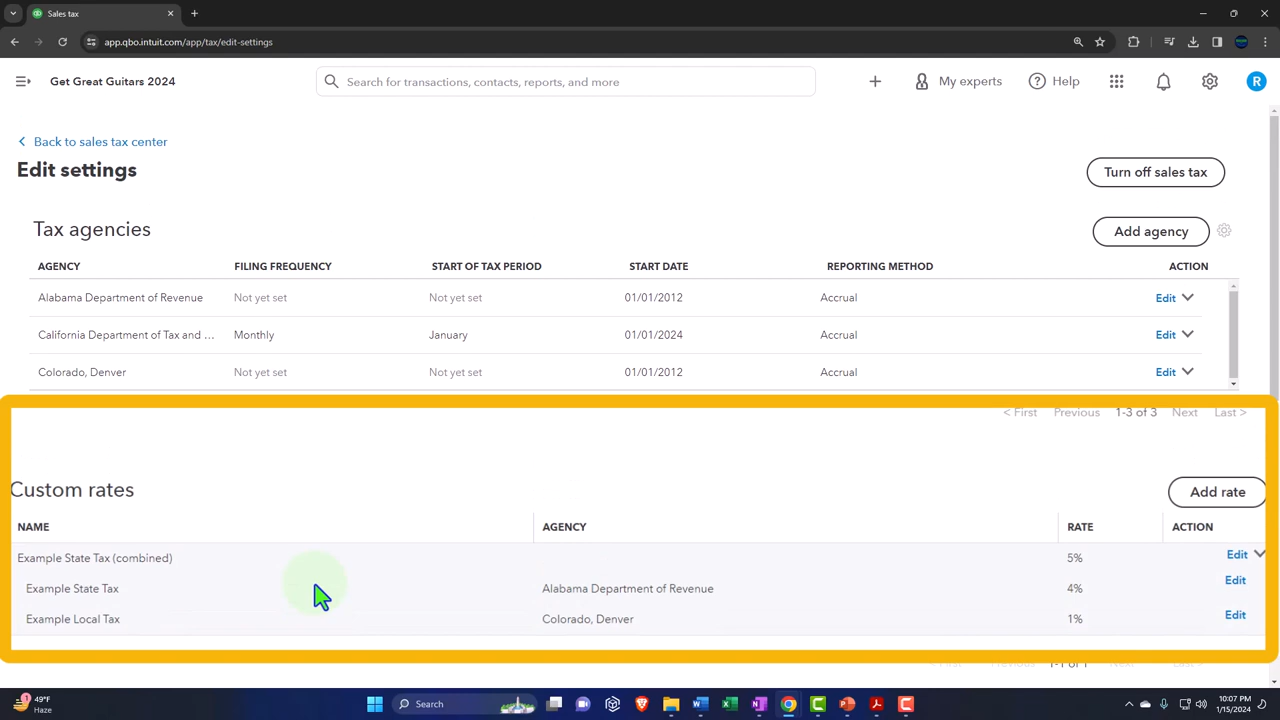 Sales tax
app.qbo.intuit.com/app/tax/edit-settings
Get Great Guitars 2024
Search for transactions, contacts, reports, and more
My experts
Help
R
Back to sales tax center
Edit settings
Turn off sales tax
Tax agencies
Add agency
AGENCY FILING FREQUENCY START OF TAX PERIOD START DATE REPORTING METHOD ACTION
Alabama Department of Revenue Not yet set Not yet set 01/01/2012 Accrual Edit
California Department of Tax and ... Monthly January 01/01/2024 Accrual Edit
Colorado, Denver Not yet set Not yet set 01/01/2012 Accrual Edit
< First Previous 1-3 of 3 Next Last >
Custom rates
Add rate
NAME AGENCY RATE ACTION
Example State Tax (combined) 5% Edit
Example State Tax Alabama Department of Revenue 4% Edit
Example Local Tax Colorado, Denver 1% Edit
1-1 of 1
49°F
Haze
Search
10:07 PM
1/15/2024